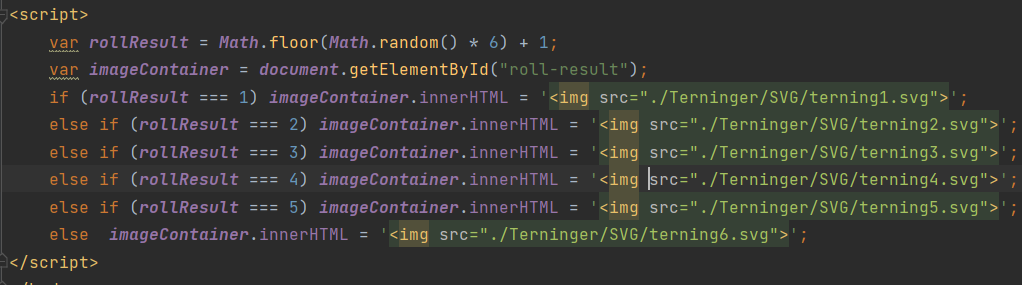 <script>
var rollResult = Math.floor(Math.random() * 6) + 1;
var imageContainer = document.getElementById("roll-result");
if (rollResult === 1) imageContainer.innerHTML = '<img src="./Terninger/SVG/terning1.svg">';
else if (rollResult === 2) imageContainer.innerHTML = '<img src="./Terninger/SVG/terning2.svg">';
else if (rollResult === 3) imageContainer.innerHTML = '<img src="./Terninger/SVG/terning3.svg">';
else if (rollResult === 4) imageContainer.innerHTML = '<img src="./Terninger/SVG/terning4.svg">';
else if (rollResult === 5) imageContainer.innerHTML = '<img src="./Terninger/SVG/terning5.svg">';
else  imageContainer.innerHTML = '<img src="./Terninger/SVG/terning6.svg">';
</script>